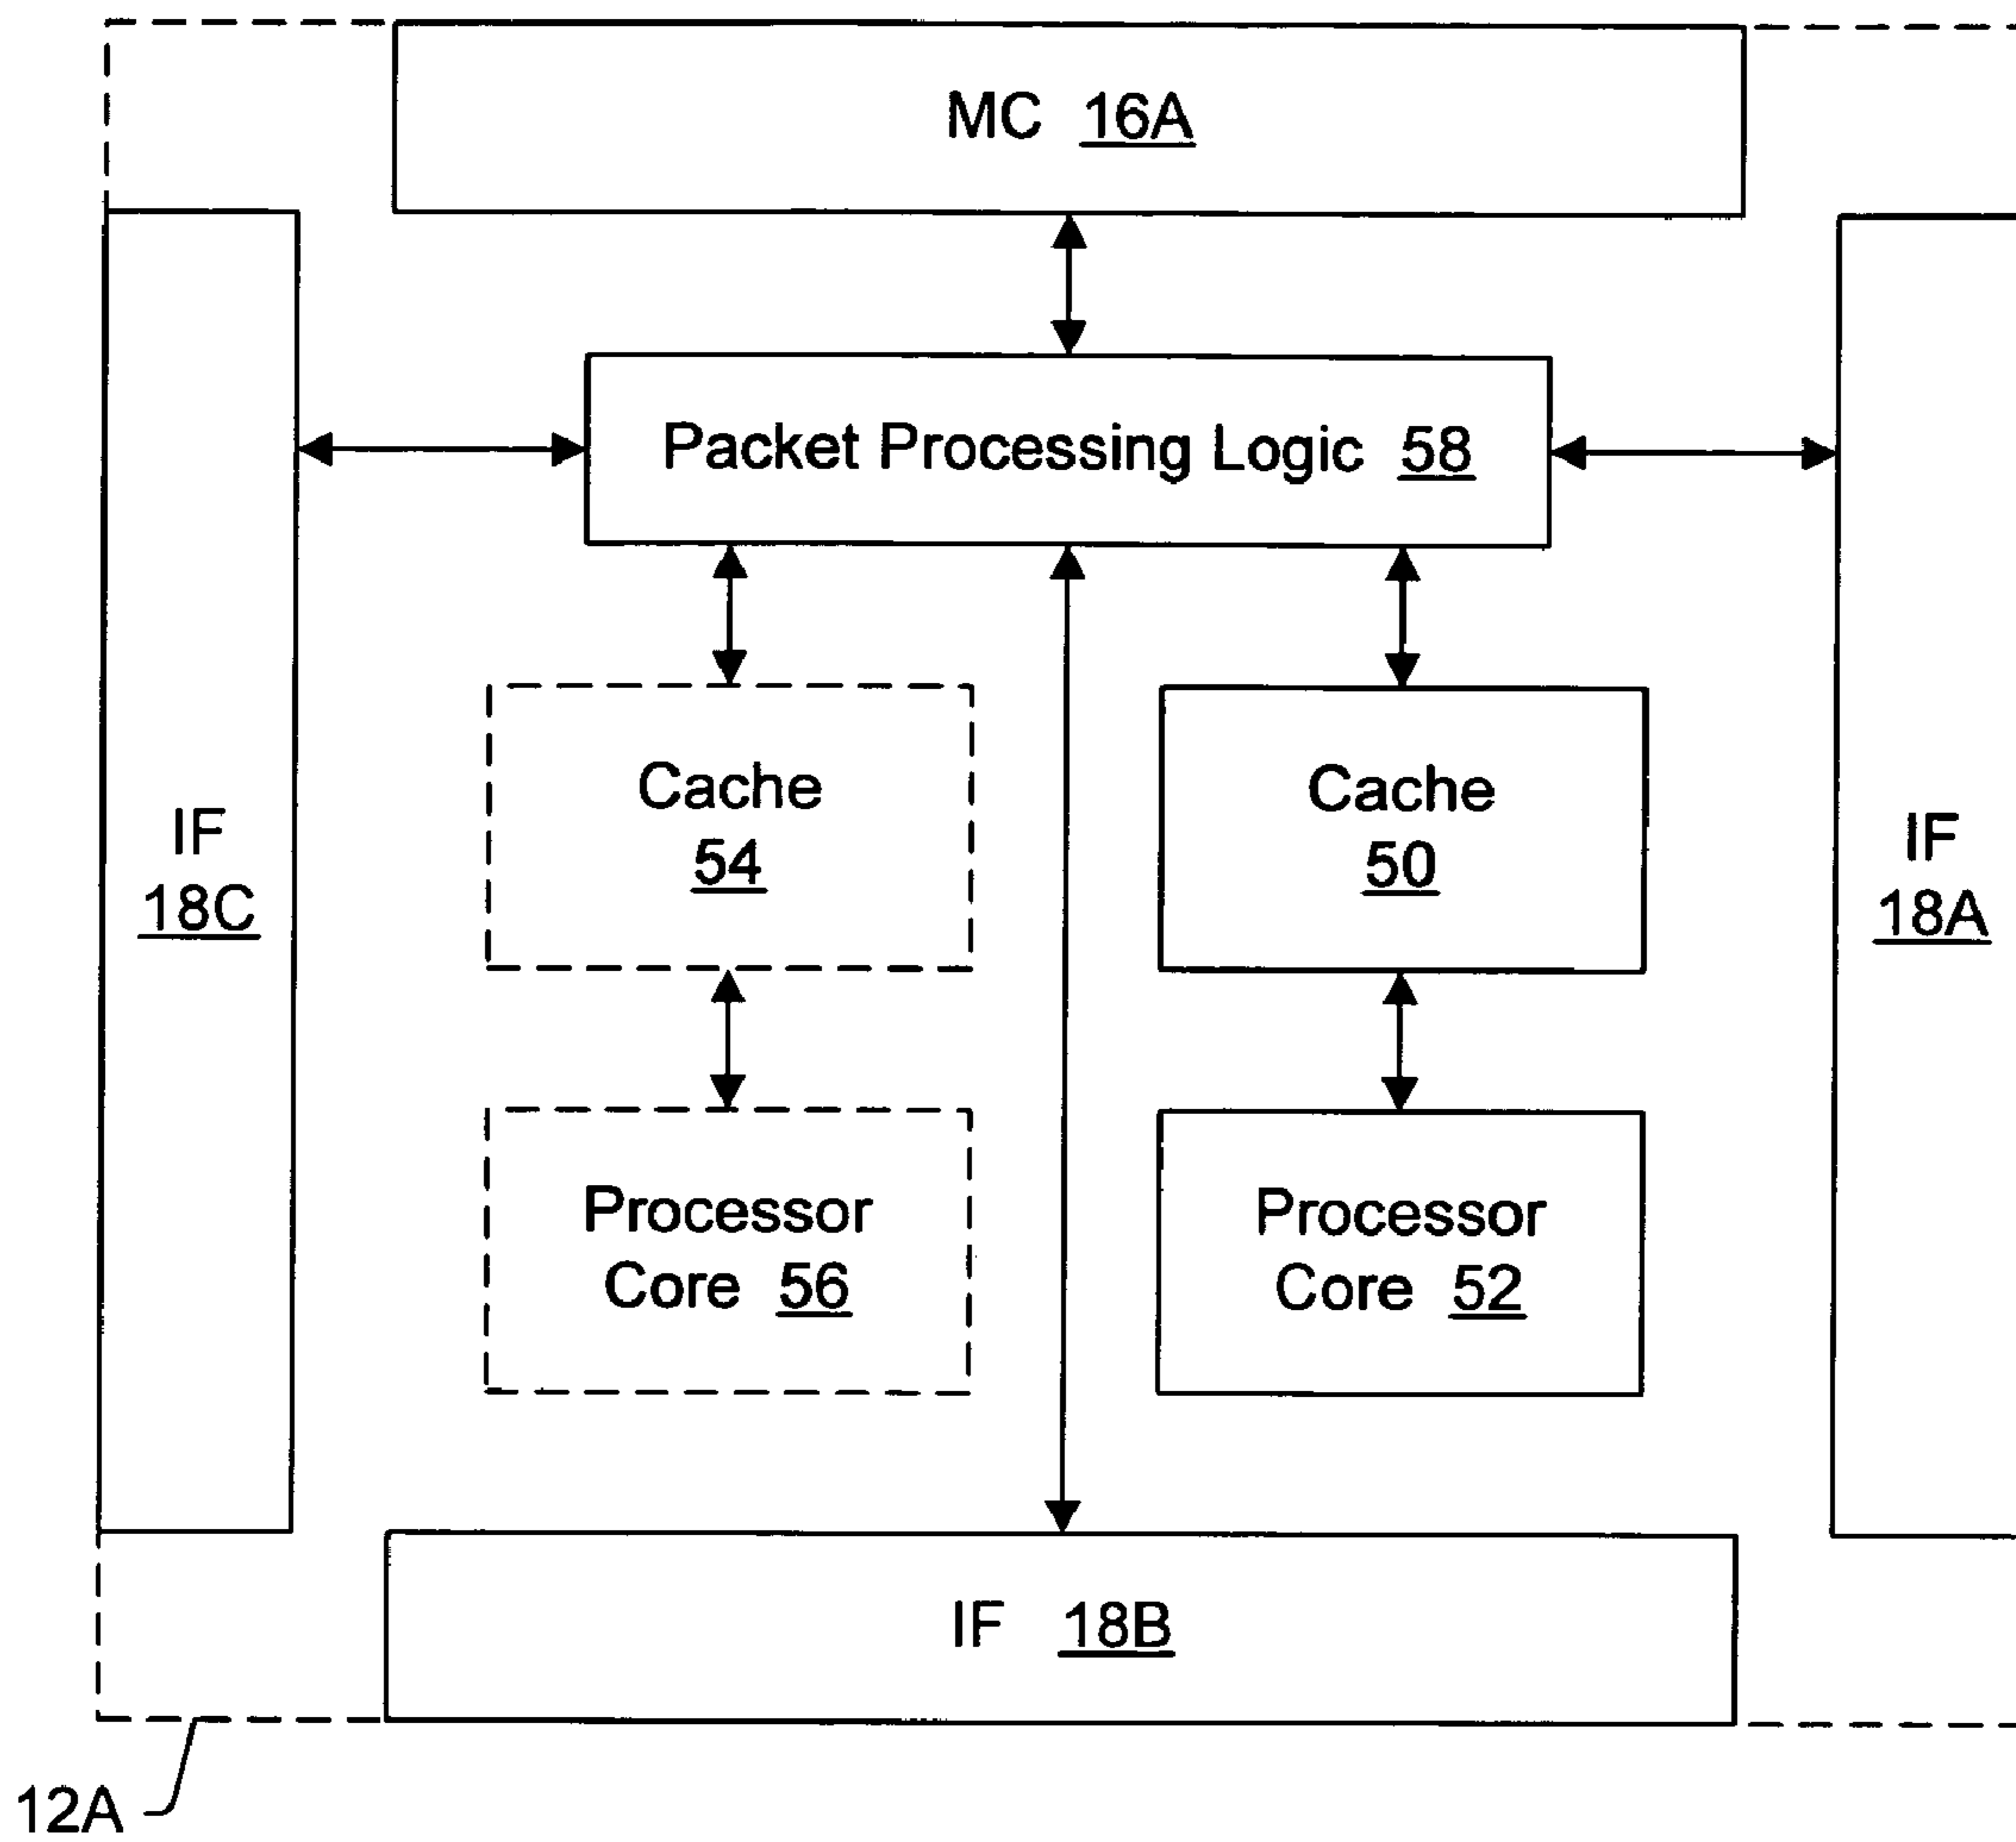 MC 16A
Packet Processing Logic 58
Cache
54
Cache
50
IF
18C
IF
18A
Processor
Core 56
Processor
Core 52
IF 18B
12A